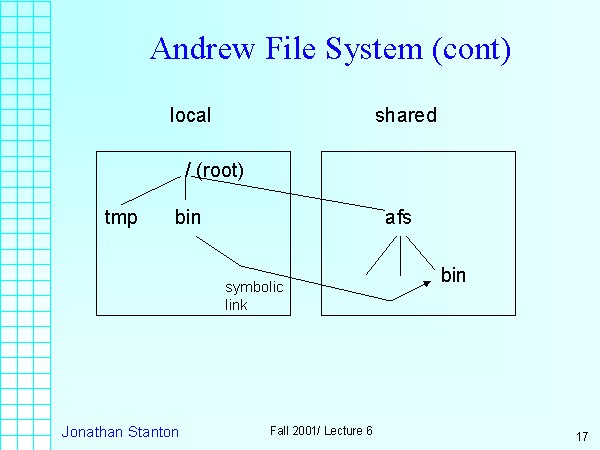 Andrew File System (cont)
local
shared
/ (root)
tmp
bin
afs
bin
symbolic
link
Jonathan Stanton
Fall 2001/ Lecture 6
17